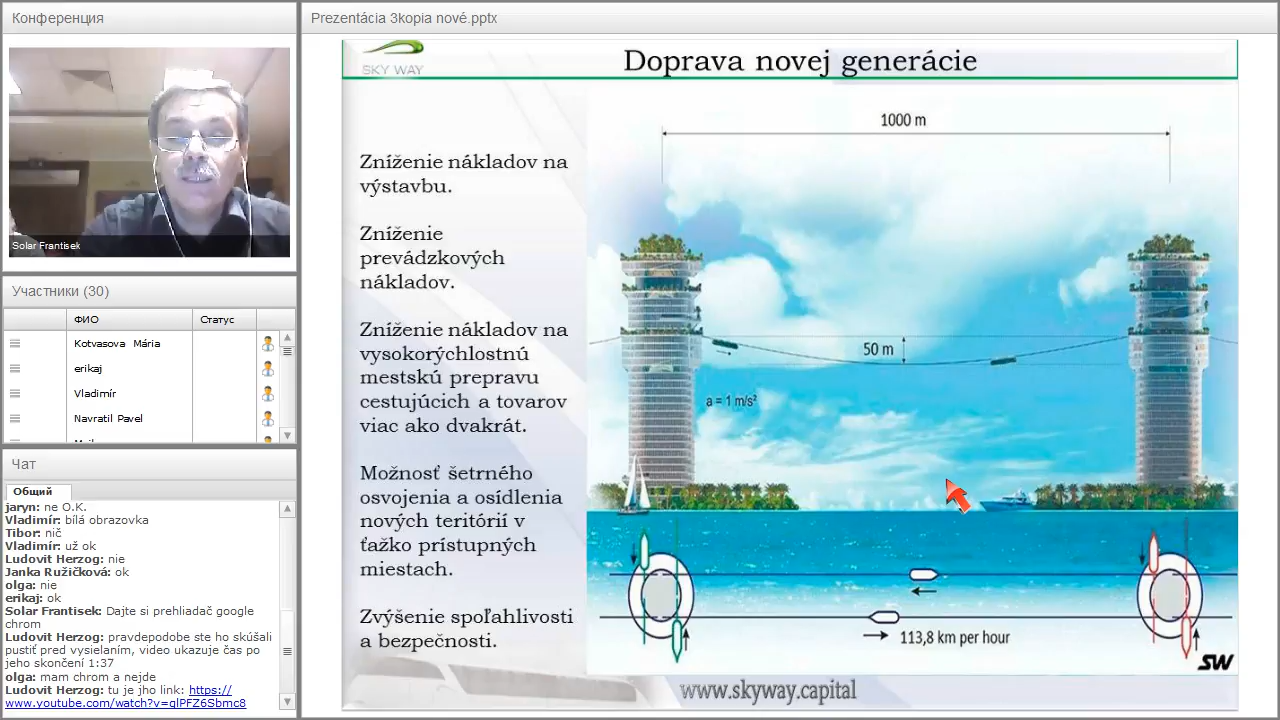 Конференция
Solar Frantisek
Участники (30)
ФИО
Статус
Kotvasova Mária
erikaj
Vladimír
Navratil Pavel
Чат
Общий
jaryn: ne O.K.
Vladimír: bílá obrazovka
Tibor: nič
Vladimír: už ok
Ludovit Herzog: nie
Janka Ružičková: ok
olga: nie
erikaj: ok
Solar Frantisek: Dajte si prehliadač google
chrom
Ludovit Herzog: pravdepodobe ste ho skúšali
pustiť pred vysielaním, video ukazuje čas po
jeho skončení 1:37
olga: mam chrom a nejde
Ludovit Herzog: tu je jho link: https://
www.youtube.com/watch?v=qlPFZ6Sbmc8
Prezentácia 3kopia nové.pptx
SKY WAY
Doprava novej generácie
Zníženie nákladov na
výstavbu.
Zníženie
prevádzkových
nákladov.
Zníženie nákladov na
vysokorýchlostnú
mestskú prepravu
cestujúcich a tovarov
viac ako dvakrát.
Možnosť šetrného
osvojenia a osídlenia
nových teritórií v
ťažko prístupných
miestach.
Zvýšenie spoľahlivosti
a bezpečnosti.
1000 m
50 m
a = 1 m/s²
113,8 km per hour
SW
www.skyway.capital